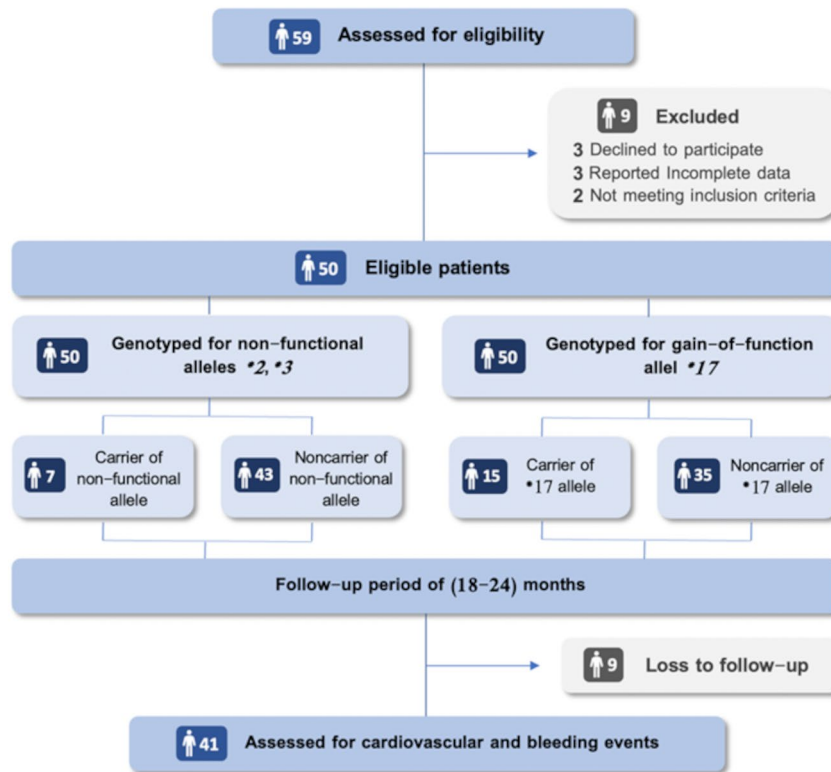 59 Assessed for eligibility
9 Excluded
3 Declined to participate
3 Reported Incomplete data
2 Not meeting inclusion criteria
50 Eligible patients
50 Genotyped for non-functional
alleles *2, *3
50 Genotyped for gain-of-function
allel *17
7 Carrier of
non-functional
allele
43 Noncarrier of
non-functional
allele
15 Carrier of
*17 allele
35 Noncarrier of
*17 allele
Follow-up period of (18-24) months
9 Loss to follow-up
41 Assessed for cardiovascular and bleeding events